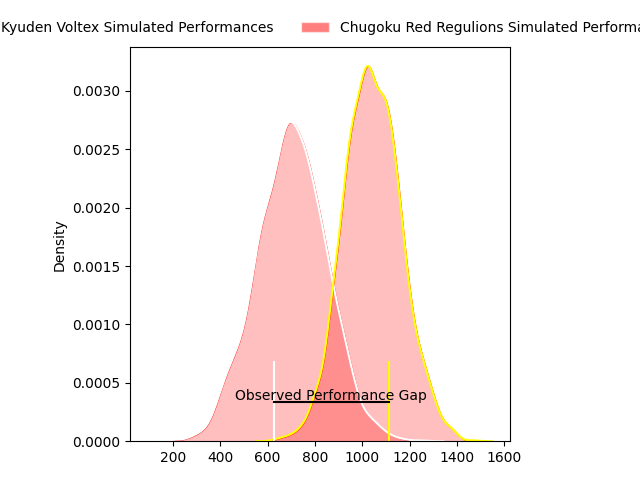 Kyuden Voltex Simulated Performances
Chugoku Red Regulions Simulated Performa
0.0030
0.0025
0.0020
0.0015
0.0010
0.0005
0.0000
Density
Observed Performance Gap
200 400 600 800 1000 1200 1400 1600